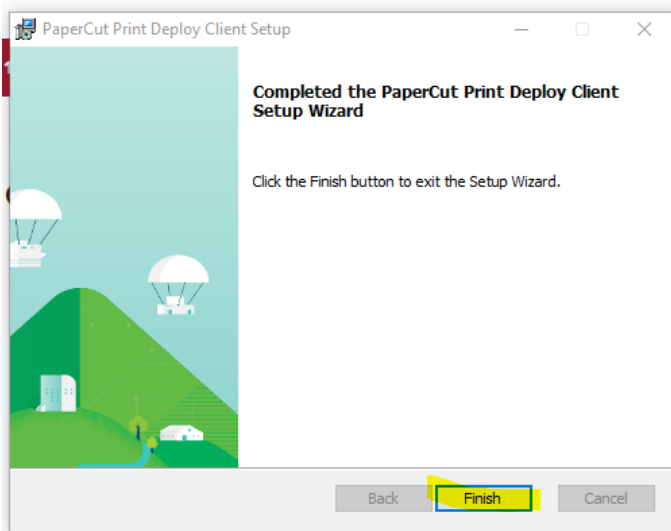 PaperCut Print Deploy Client Setup
Completed the PaperCut Print Deploy Client
Setup Wizard
Click the Finish button to exit the Setup Wizard.
Back Finish Cancel